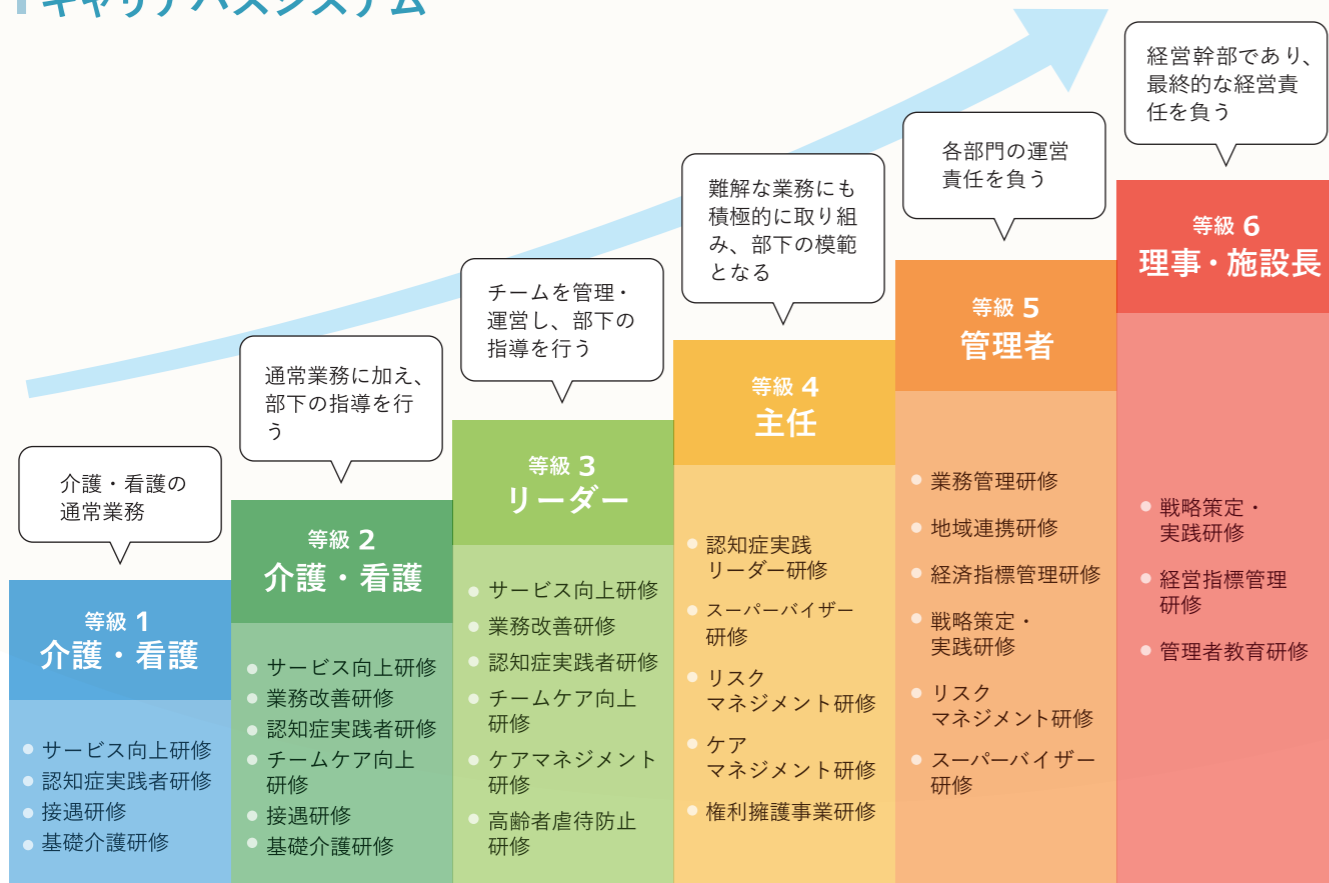 キャリアパスシステム
介護・看護の
通常業務
等級 1
介護・看護
サービス向上研修
認知症実践者研修
接遇研修
基礎介護研修
通常業務に加え、
部下の指導を行
う
等級 2
介護・看護
サービス向上研修
業務改善研修
認知症実践者研修
チームケア向上
研修
接遇研修
基礎介護研修
チームを管理・
運営し、部下の
指導を行う
等級 3
リーダー
サービス向上研修
業務改善研修
認知症実践者研修
チームケア向上
研修
ケアマネジメント
研修
高齢者虐待防止
研修
難解な業務にも
積極的に取り組
み、部下の模範
となる
等級 4
主任
認知症実践
リーダー研修
スーパーバイザー
研修
リスク
マネジメント研修
ケア
マネジメント研修
権利擁護事業研修
各部門の運営
責任を負う
等級 5
管理者
業務管理研修
地域連携研修
経済指標管理研修
戦略策定・
実践研修
リスク
マネジメント研修
スーパーバイザー
研修
経営幹部であり、
最終的な経営責
任を負う
等級 6
理事・施設長
戦略策定・
実践研修
経営指標管理
研修
管理者教育研修